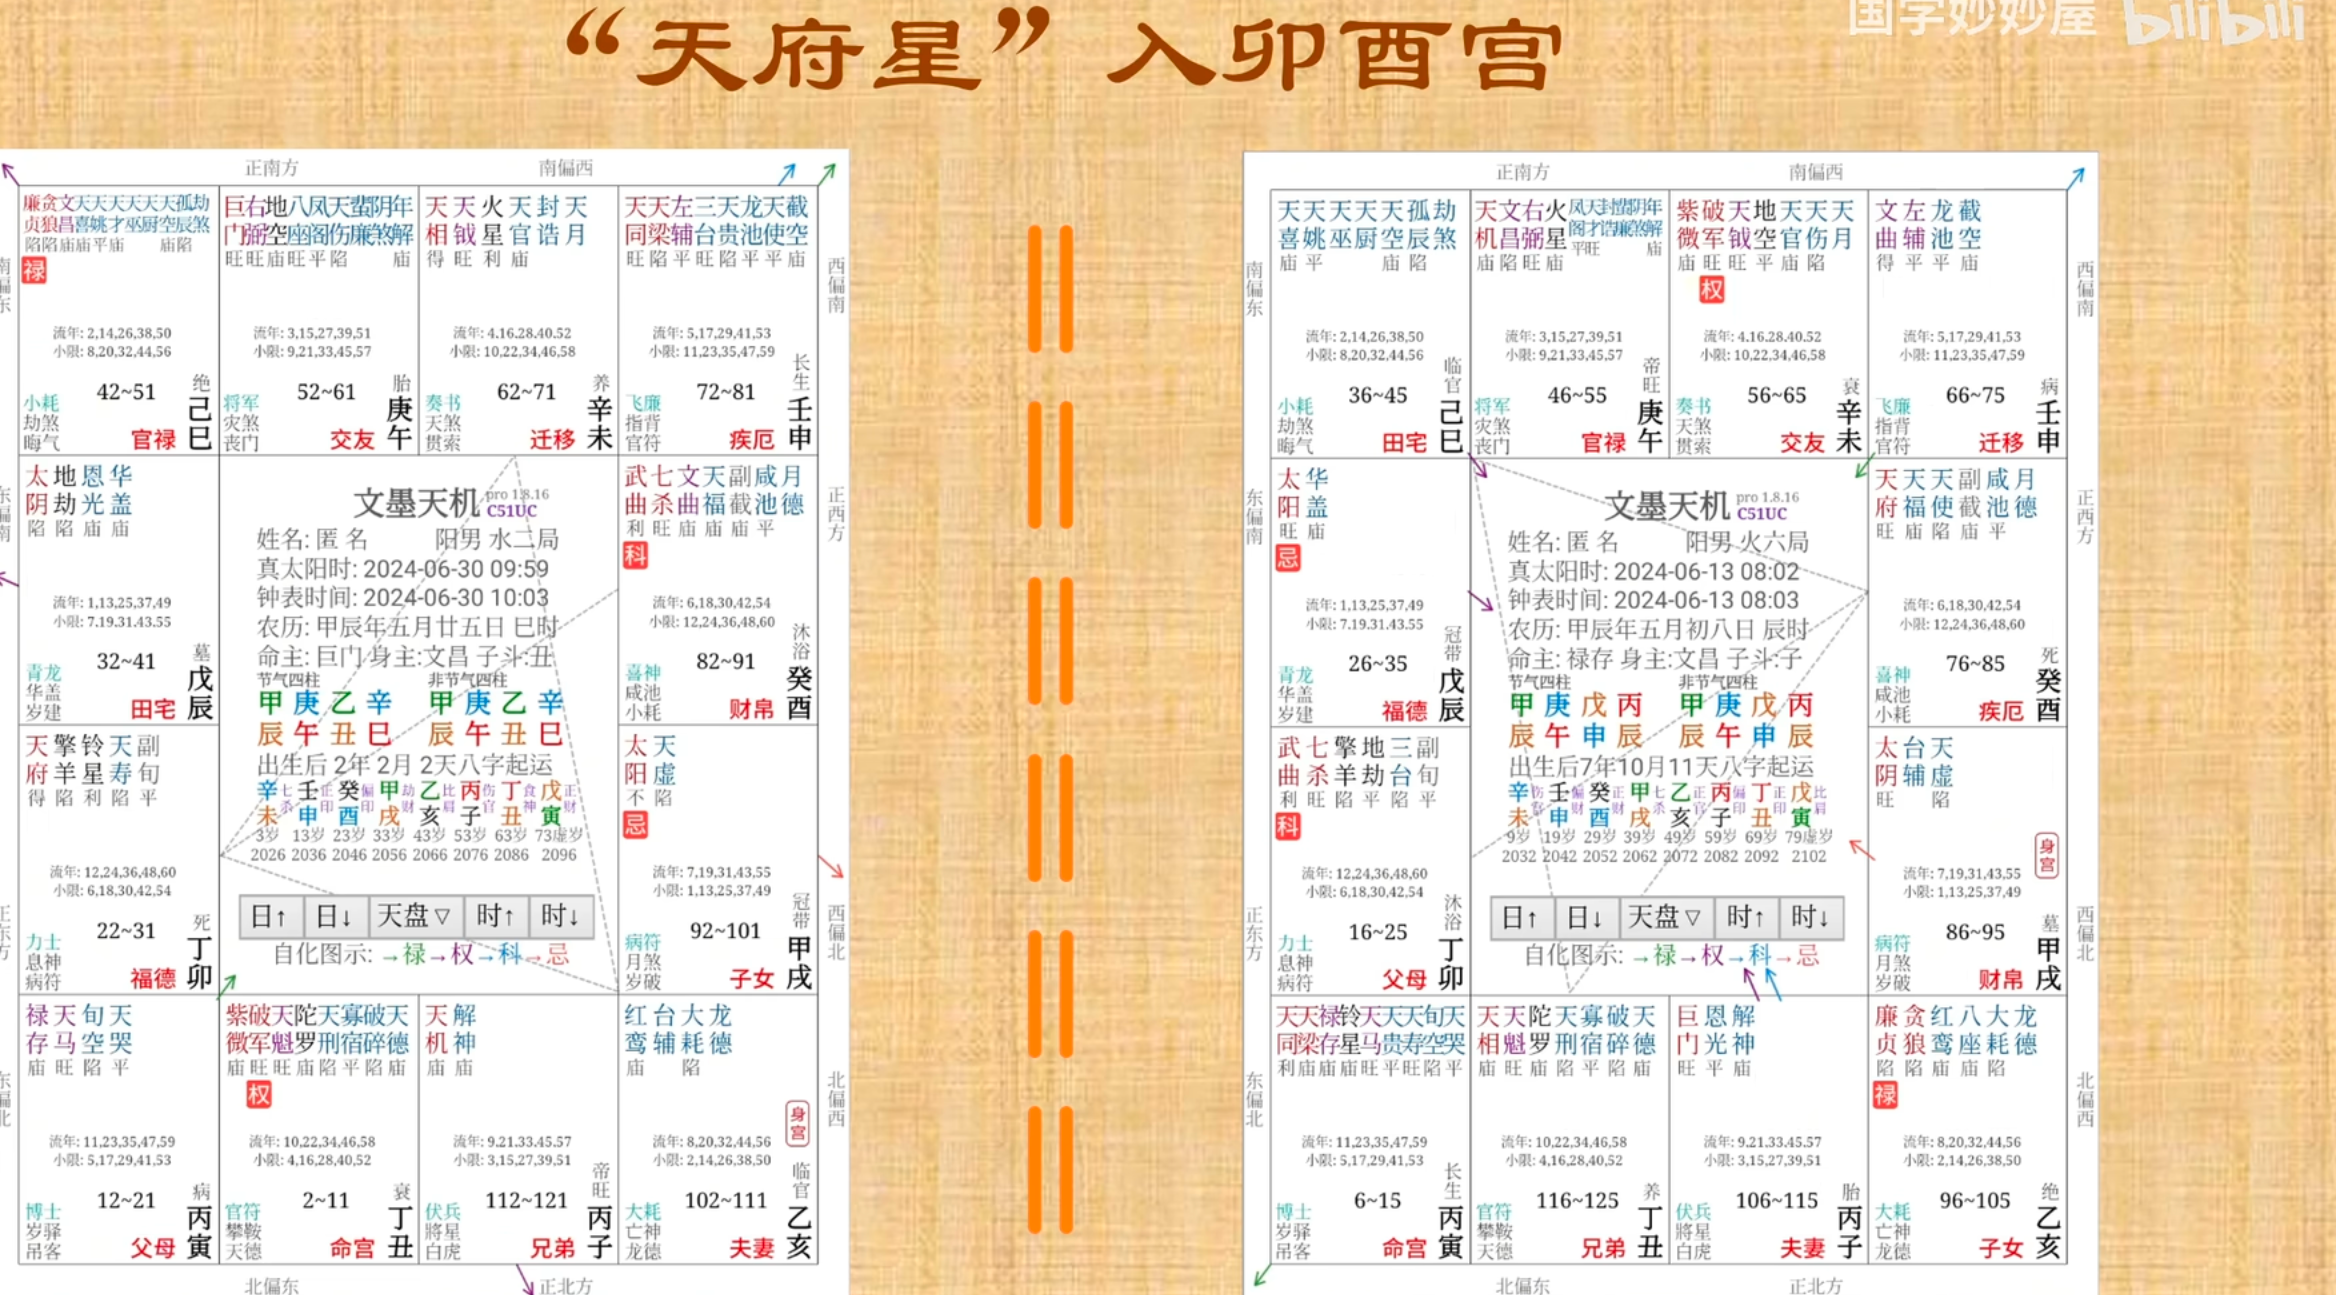 “天府星”入卯酉宫
国学妙妙屋 bilibili
正南方 南偏西
廉贪文天天天天天天孤劫
贞狼昌喜姚才巫厨空辰煞
陷陷庙庙平庙 庙陷
禄
流年: 2,14,26,38,50
小限: 8,20,32,44,56
小耗
劫煞
晦气
42~51
官禄
绝
己巳
巨右地八凤天蜚阴年
门弼空座阁伤廉煞解
旺旺庙旺平陷 庙
流年: 3,15,27,39,51
小限: 9,21,33,45,57
将军
灾煞
丧门
52~61
交友
胎
庚午
天天火天封天
相钺星官诰月
得旺利庙
流年: 4.16.28.40.52
小限: 10,22,34,46,58
奏书
天煞
贯索
62~71
迁移
养
辛未
天天左三天龙天截
同梁辅台贵池使空
旺陷平旺陷平平庙
流年: 5,17,29,41,53
小限: 11,23,35,47,59
飞廉
指背
官符
72~81
疾厄
长生
壬申
西偏南
太地恩华
阴劫光盖
陷陷庙庙
流年: 1,13,25,37,49
小限: 7.19.31.43.55
青龙
华盖
岁建
32~41
田宅
墓
戊辰
文墨天机 pro 1.8.16
C51UC
姓名: 匿 名 阳男 水二局
真太阳时: 2024-06-30 09:59
钟表时间: 2024-06-30 10:03
农历: 甲辰年五月廿五日 巳时
命主: 巨门 身主:文昌 子斗:丑
节气四柱 非节气四柱
甲 庚 乙 辛 甲 庚 乙 辛
辰 午 丑 巳 辰 午 丑 巳
出生后 2年 2月 2天八字起运
辛七杀 壬正印 癸偏印 甲劫财 乙比肩 丙伤官 丁食神 戊正财
未 申 酉 戌 亥 子 丑 寅
3岁 13岁 23岁 33岁 43岁 53岁 63岁 73虚岁
2026 2036 2046 2056 2066 2076 2086 2096
日↑ 日↓ 天盘▽ 时↑ 时↓
自化图示: →禄→权→科→忌
武七文天副咸月
曲杀曲福截池德
利旺庙庙庙平
科
流年: 6,18,30,42,54
小限: 12,24,36,48,60
喜神
咸池
小耗
82~91
财帛
沐浴
癸酉
正西方
天擎铃天副
府羊星寿旬
得陷利陷平
流年: 12,24,36,48,60
小限: 6,18,30,42,54
力士
息神
病符
22~31
福德
死
丁卯
太天
阳虚
不陷
忌
流年: 7,19,31,43,55
小限: 1,13,25,37,49
病符
月煞
岁破
92~101
子女
冠带
甲戌
西偏北
禄天旬天
存马空哭
庙旺陷平
流年: 11,23,35,47,59
小限: 5,17,29,41,53
博士
岁驿
吊客
12~21
父母
病
丙寅
紫破天陀天寡破天
微军魁罗刑宿碎德
庙旺旺庙陷平陷庙
权
流年: 10,22,34,46,58
小限: 4,16,28,40,52
官符
攀鞍
天德
2~11
命宫
衰
丁丑
天解
机神
庙庙
流年: 9.21.33.45.57
小限: 3,15,27,39,51
伏兵
將星
白虎
112~121
兄弟
帝旺
丙子
红台大龙
鸾辅耗德
庙 陷
身宫
流年: 8,20,32,44,56
小限: 2,14,26,38,50
大耗
亡神
龙德
102~111
夫妻
临官
乙亥
北偏西
北偏东 正北方
正南方 南偏西
南偏东
天天天天天孤劫
喜姚巫厨空辰煞
庙平 庙陷
流年: 2,14,26,38,50
小限: 8,20,32,44,56
小耗
劫煞
晦气
36~45
田宅
临官
己巳
天文右火凤天封蜚阴年
机昌弼星阁才诰廉煞解
庙陷旺庙平旺 庙
流年: 3,15,27,39,51
小限: 9,21,33,45,57
将军
灾煞
丧门
46~55
官禄
帝旺
庚午
紫破天地天天天
微军钺空官伤月
庙旺旺平庙陷
权
流年: 4.16.28.40.52
小限: 10,22,34,46,58
奏书
天煞
贯索
56~65
交友
衰
辛未
文左龙截
曲辅池空
得平平庙
流年: 5,17,29,41,53
小限: 11,23,35,47,59
飞廉
指背
官符
66~75
迁移
病
壬申
西偏南
东偏南
太华
阳盖
旺庙
忌
流年: 1,13,25,37,49
小限: 7.19.31.43.55
青龙
华盖
岁建
26~35
福德
冠带
戊辰
文墨天机 pro 1.8.16
C51UC
姓名: 匿 名 阳男 火六局
真太阳时: 2024-06-13 08:02
钟表时间: 2024-06-13 08:03
农历: 甲辰年五月初八日 辰时
命主: 禄存 身主:文昌 子斗:子
节气四柱 非节气四柱
甲 庚 戊 丙 甲 庚 戊 丙
辰 午 申 辰 辰 午 申 辰
出生后7年10月11天八字起运
辛伤官 壬偏财 癸正财 甲七杀 乙正官 丙偏印 丁正印 戊比肩
未 申 酉 戌 亥 子 丑 寅
9岁 19岁 29岁 39岁 49岁 59岁 69岁 79虚岁
2032 2042 2052 2062 2072 2082 2092 2102
日↑ 日↓ 天盘▽ 时↑ 时↓
自化图示: →禄→权→科→忌
天天天副咸月
府福使截池德
旺庙陷庙平
流年: 6,18,30,42,54
小限: 12,24,36,48,60
喜神
咸池
小耗
76~85
疾厄
死
癸酉
正西方
正东方
武七擎地三副
曲杀羊劫台旬
利旺陷平陷平
科
流年: 12,24,36,48,60
小限: 6,18,30,42,54
力士
息神
病符
16~25
父母
沐浴
丁卯
太台天
阴辅虚
旺 陷
身宫
流年: 7,19,31,43,55
小限: 1,13,25,37,49
病符
月煞
岁破
86~95
财帛
墓
甲戌
西偏北
东偏北
天天禄铃天天天旬天
同梁存星马贵寿空哭
利庙庙庙旺平旺陷平
流年: 11,23,35,47,59
小限: 5,17,29,41,53
博士
岁驿
吊客
6~15
命宫
长生
丙寅
天天陀天寡破天
相魁罗刑宿碎德
庙旺庙陷平陷庙
流年: 10,22,34,46,58
小限: 4,16,28,40,52
官符
攀鞍
天德
116~125
兄弟
养
丁丑
巨恩解
门光神
旺平庙
流年: 9.21.33.45.57
小限: 3,15,27,39,51
伏兵
將星
白虎
106~115
夫妻
胎
丙子
廉贪红八大龙
贞狼鸾座耗德
陷陷庙庙陷
禄
流年: 8,20,32,44,56
小限: 2,14,26,38,50
大耗
亡神
龙德
96~105
子女
绝
乙亥
北偏西
北偏东 正北方